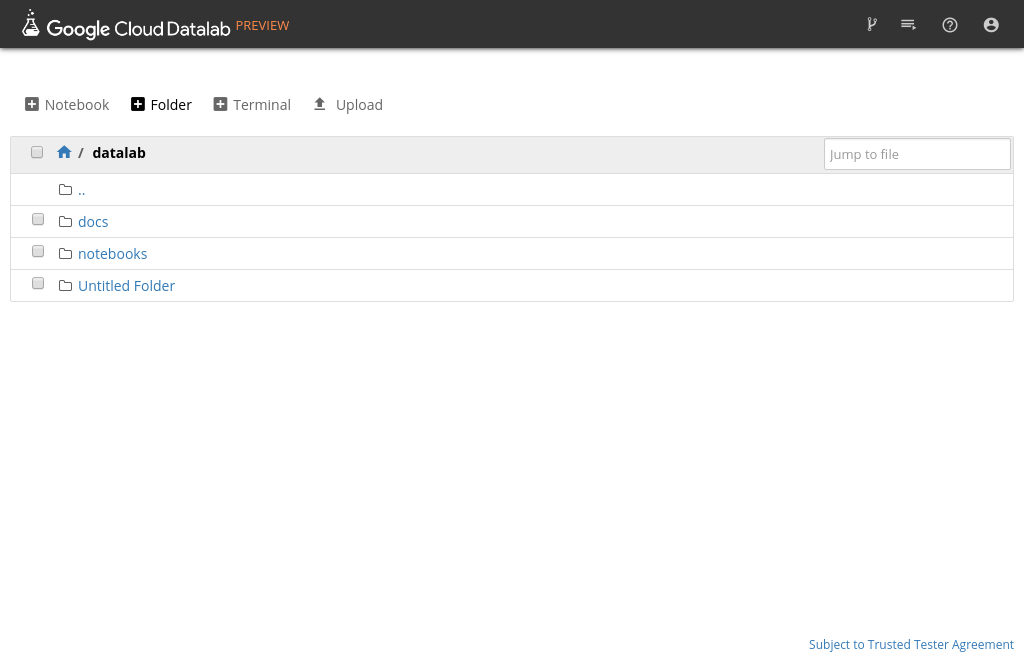 Google Cloud Datalab PREVIEW
Notebook Folder Terminal Upload
/ datalab Jump to file
..
docs
notebooks
Untitled Folder
Subject to Trusted Tester Agreement